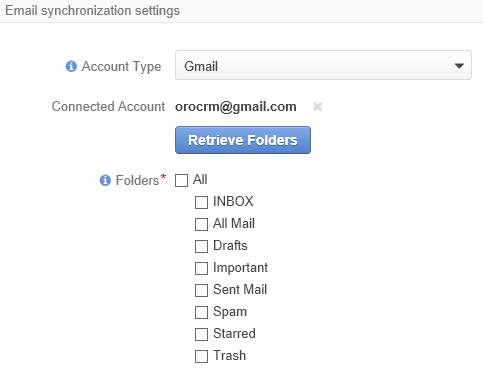 Email synchronization settings
Account Type Gmail
Connected Account orocrm@gmail.com
Retrieve Folders
Folders* All
INBOX
All Mail
Drafts
Important
Sent Mail
Spam
Starred
Trash